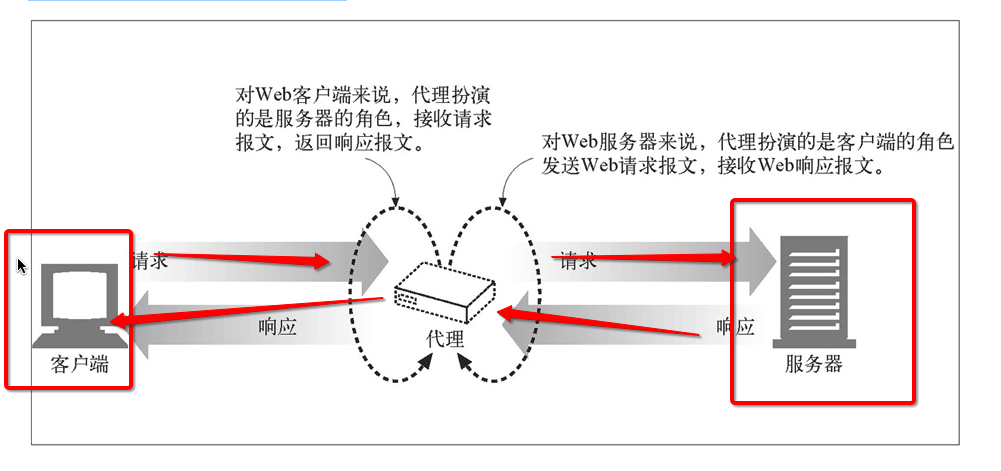 对Web客户端来说，代理扮演
的是服务器的角色，接收请求
报文，返回响应报文。
对Web服务器来说，代理扮演的是客户端的角色
发送Web请求报文，接收Web响应报文。
请求
请求
响应
响应
代理
客户端
服务器